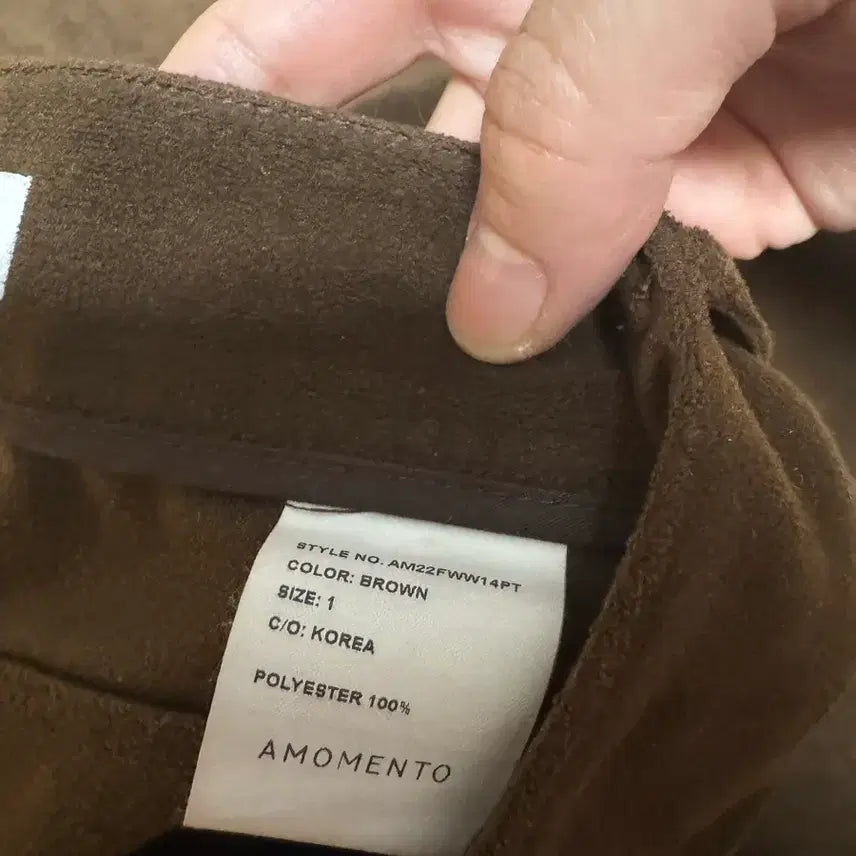 STYLE NO. AM22FWW14PT
COLOR: BROWN
SIZE: 1
C/O: KOREA
POLYESTER 100%
AMOMENTO